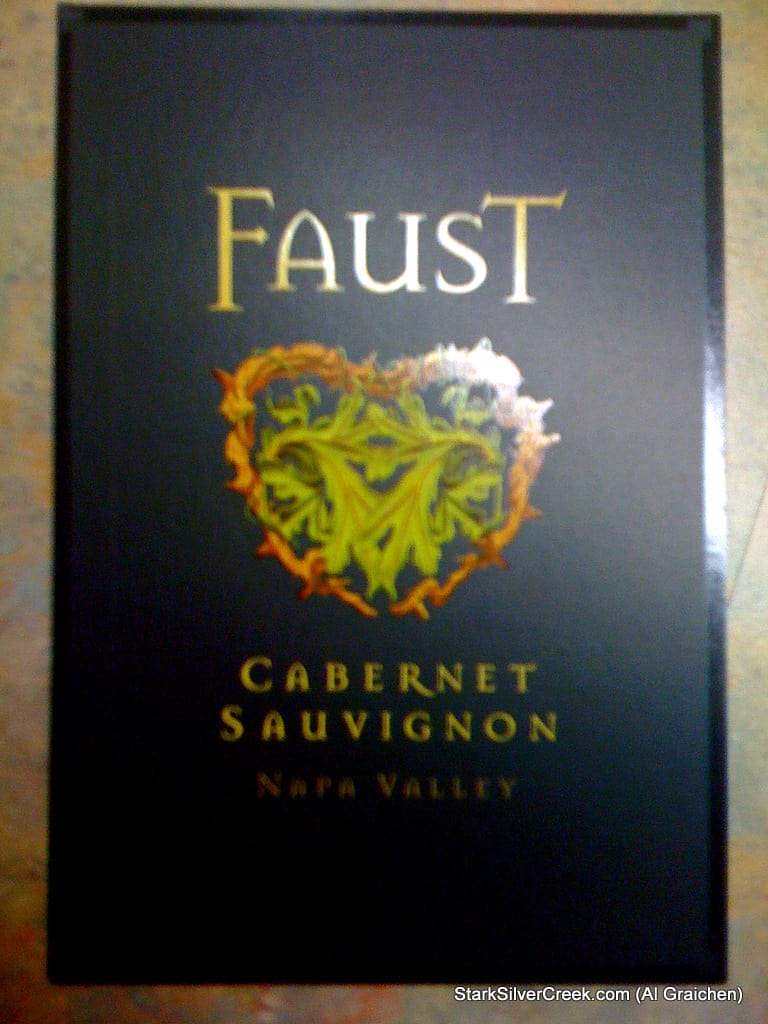 FAUST
CABERNET
SAUVIGNON
NAPA VALLEY
StarkSilverCreek.com (Al Graichen)